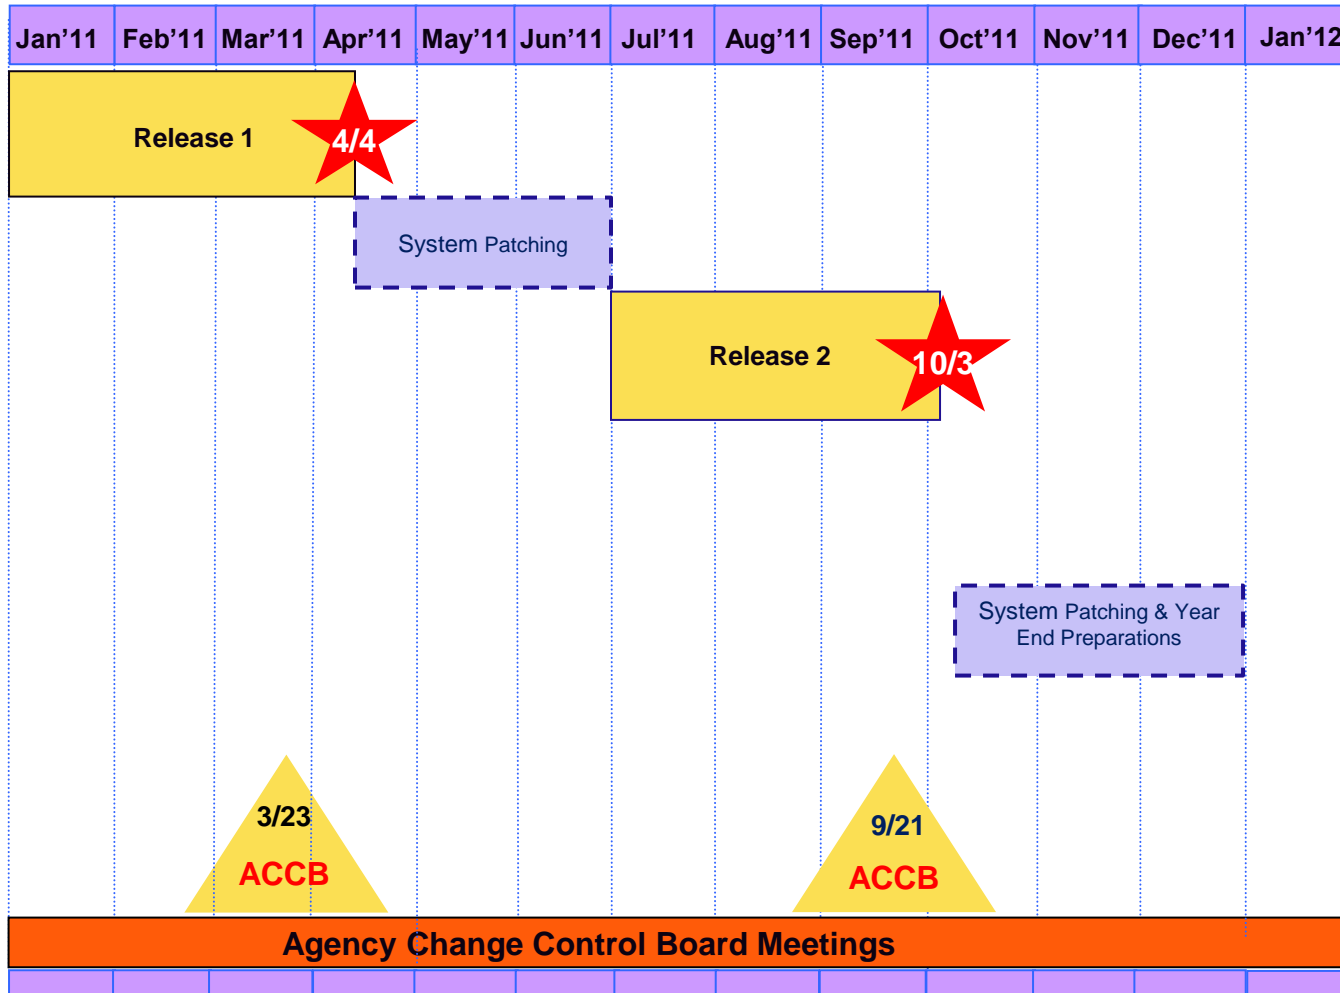 Jan’11 Feb’11 Mar’11 Apr’11 May’11 Jun’11 Jul’11 Aug’11 Sep’11 Oct’11 Nov’11 Dec’11 Jan’12
Release 1
4/4
System Patching
Release 2
10/3
System Patching & Year
End Preparations
3/23
ACCB
9/21
ACCB
Agency Change Control Board Meetings